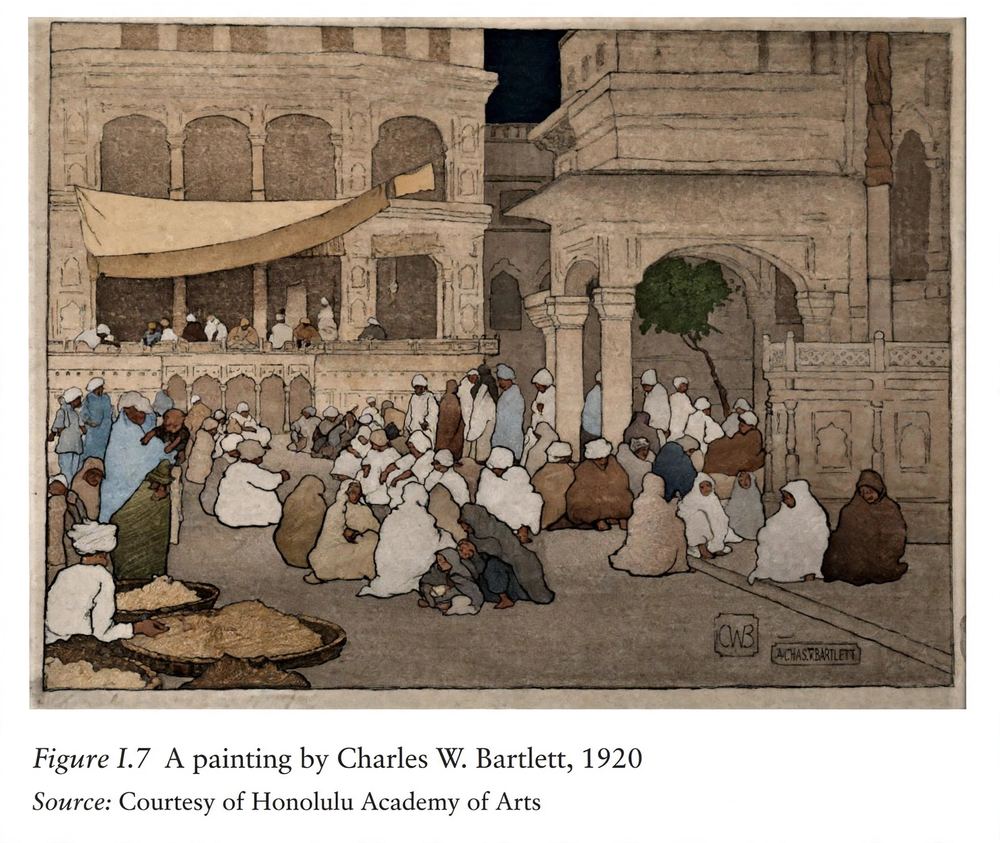 CWB
CHAS.W.BARTLETT
Figure I.7 A painting by Charles W. Bartlett, 1920
Source: Courtesy of Honolulu Academy of Arts